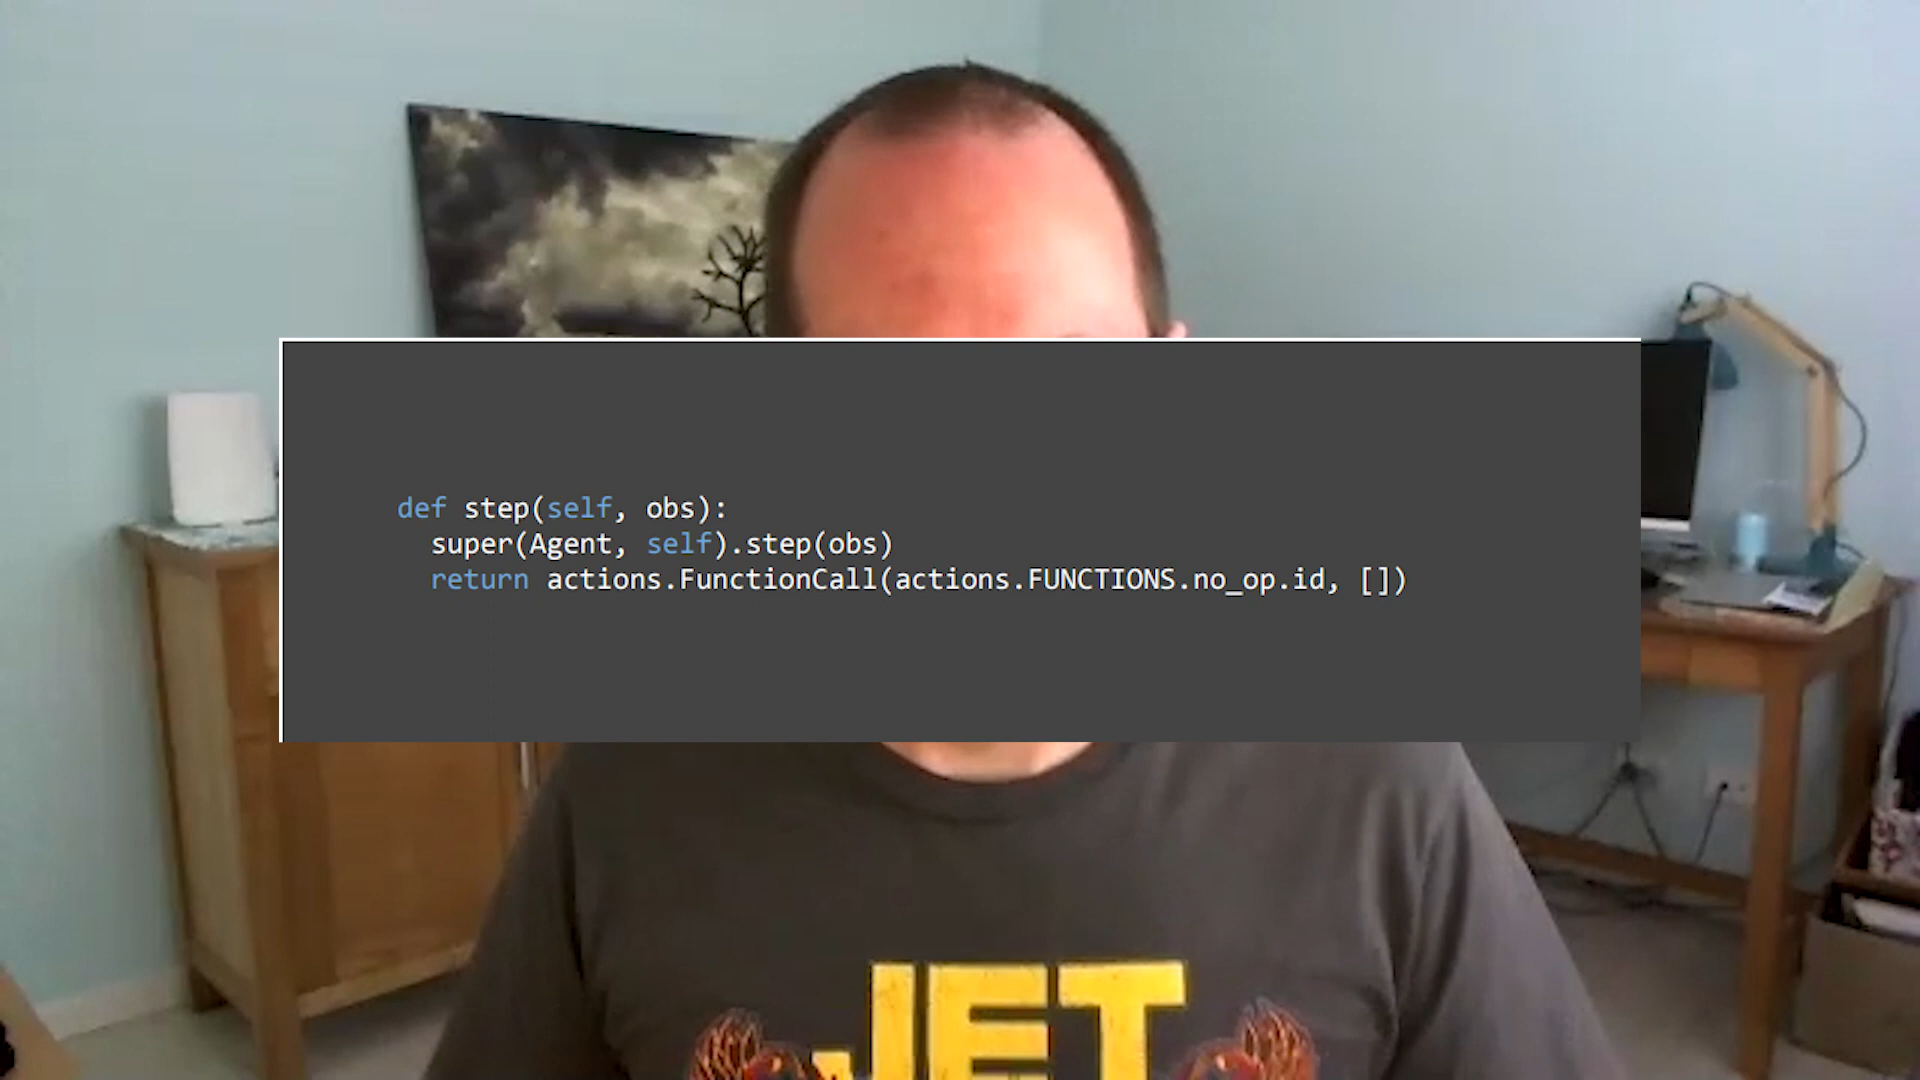 def step(self, obs):
super(Agent, self).step(obs)
return actions.FunctionCall(actions.FUNCTIONS.no_op.id, [])
JET